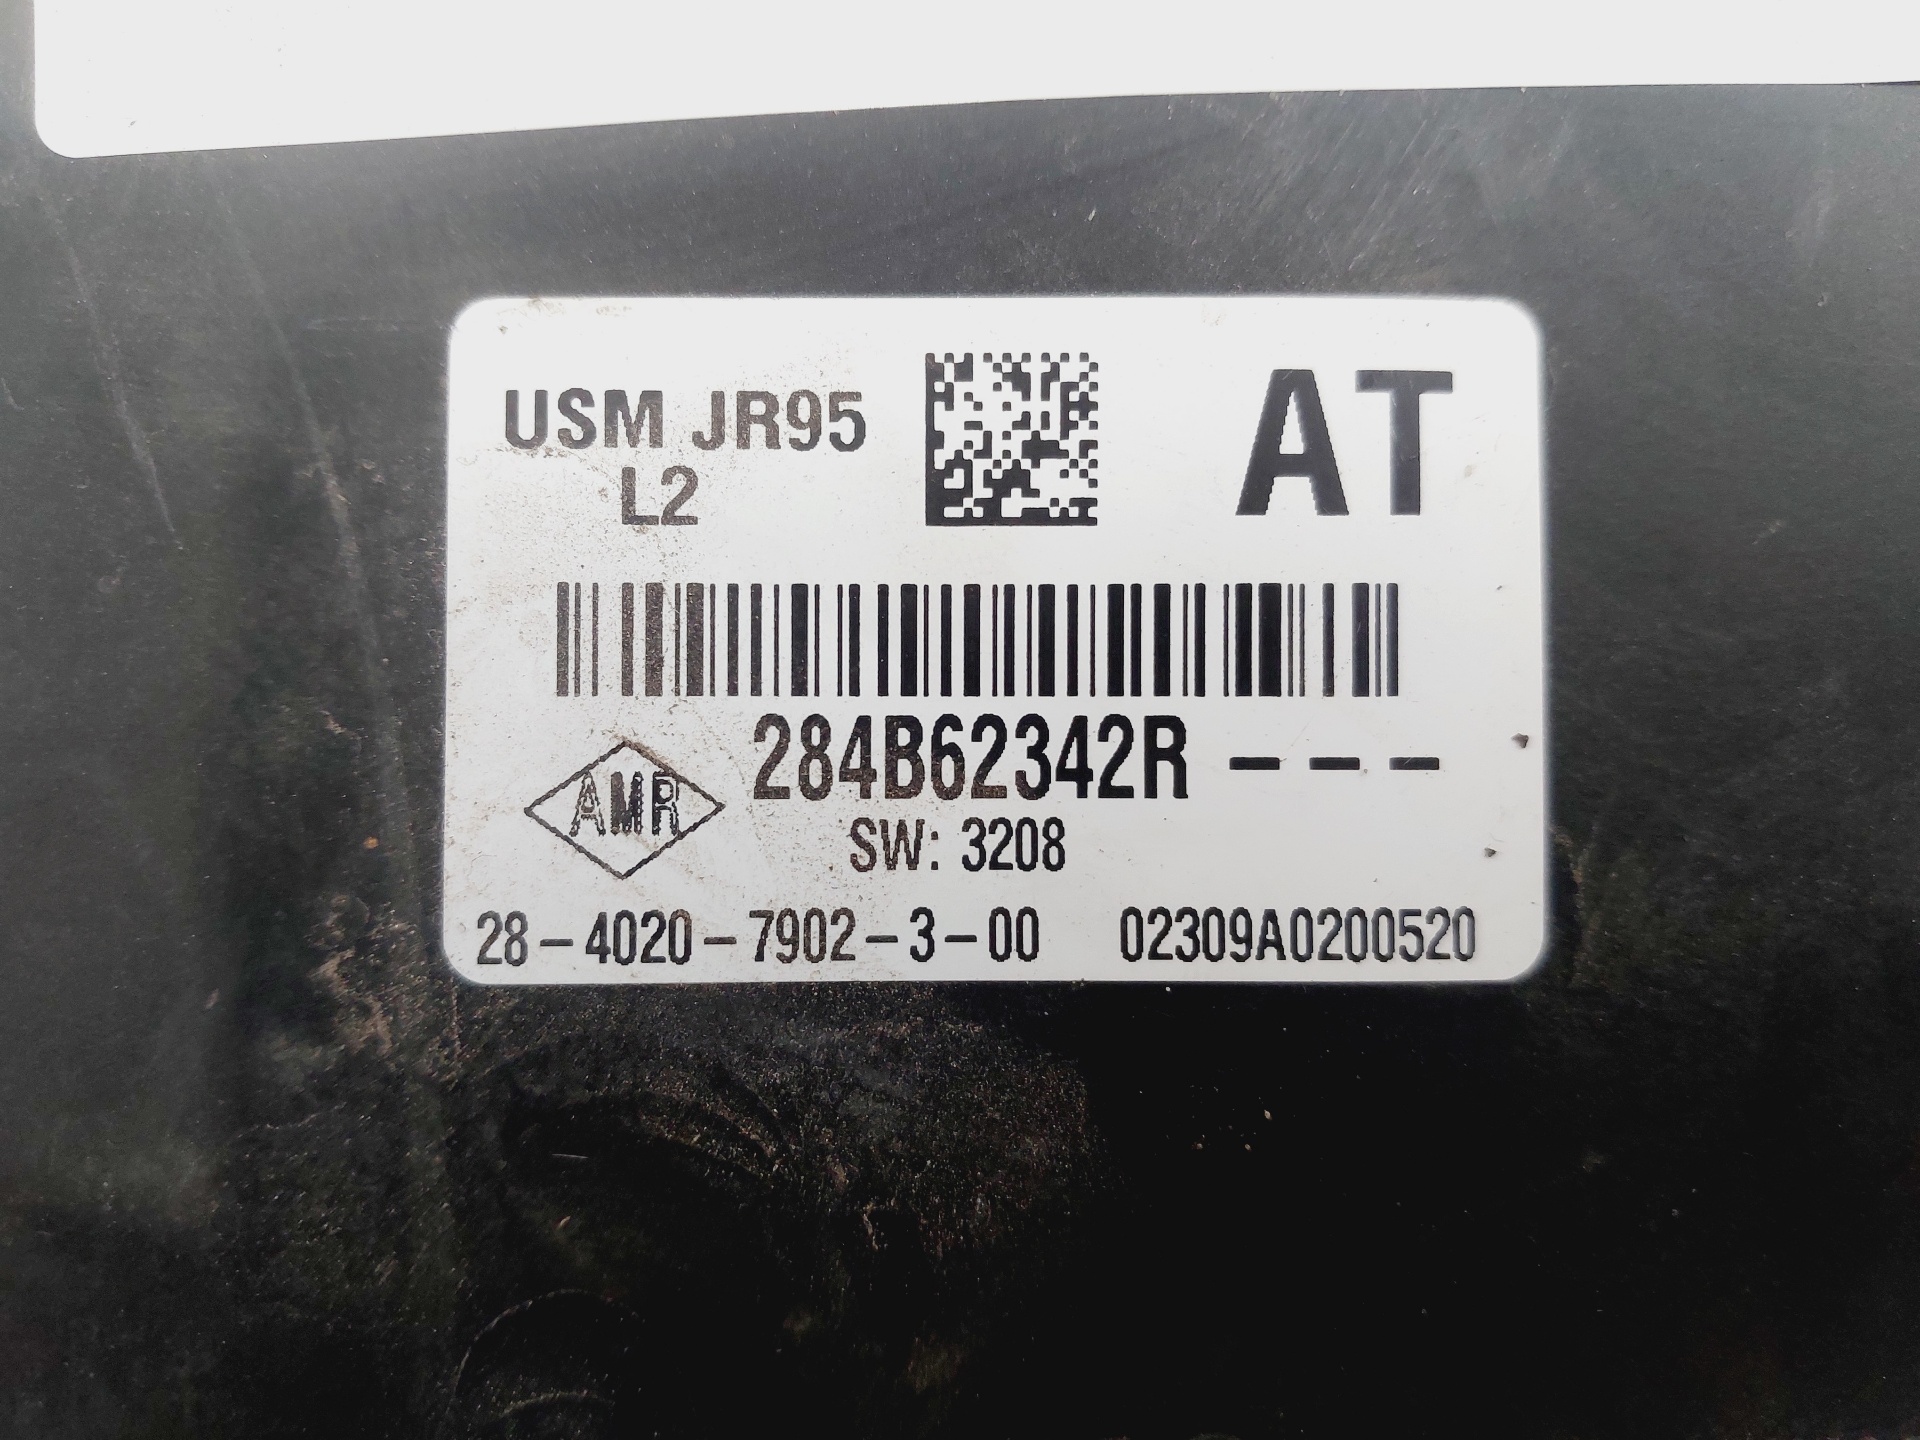 USM JR95
L2
AT
284B62342R ---
AMR
SW: 3208
28-4020-7902-3-00 02309A0200520